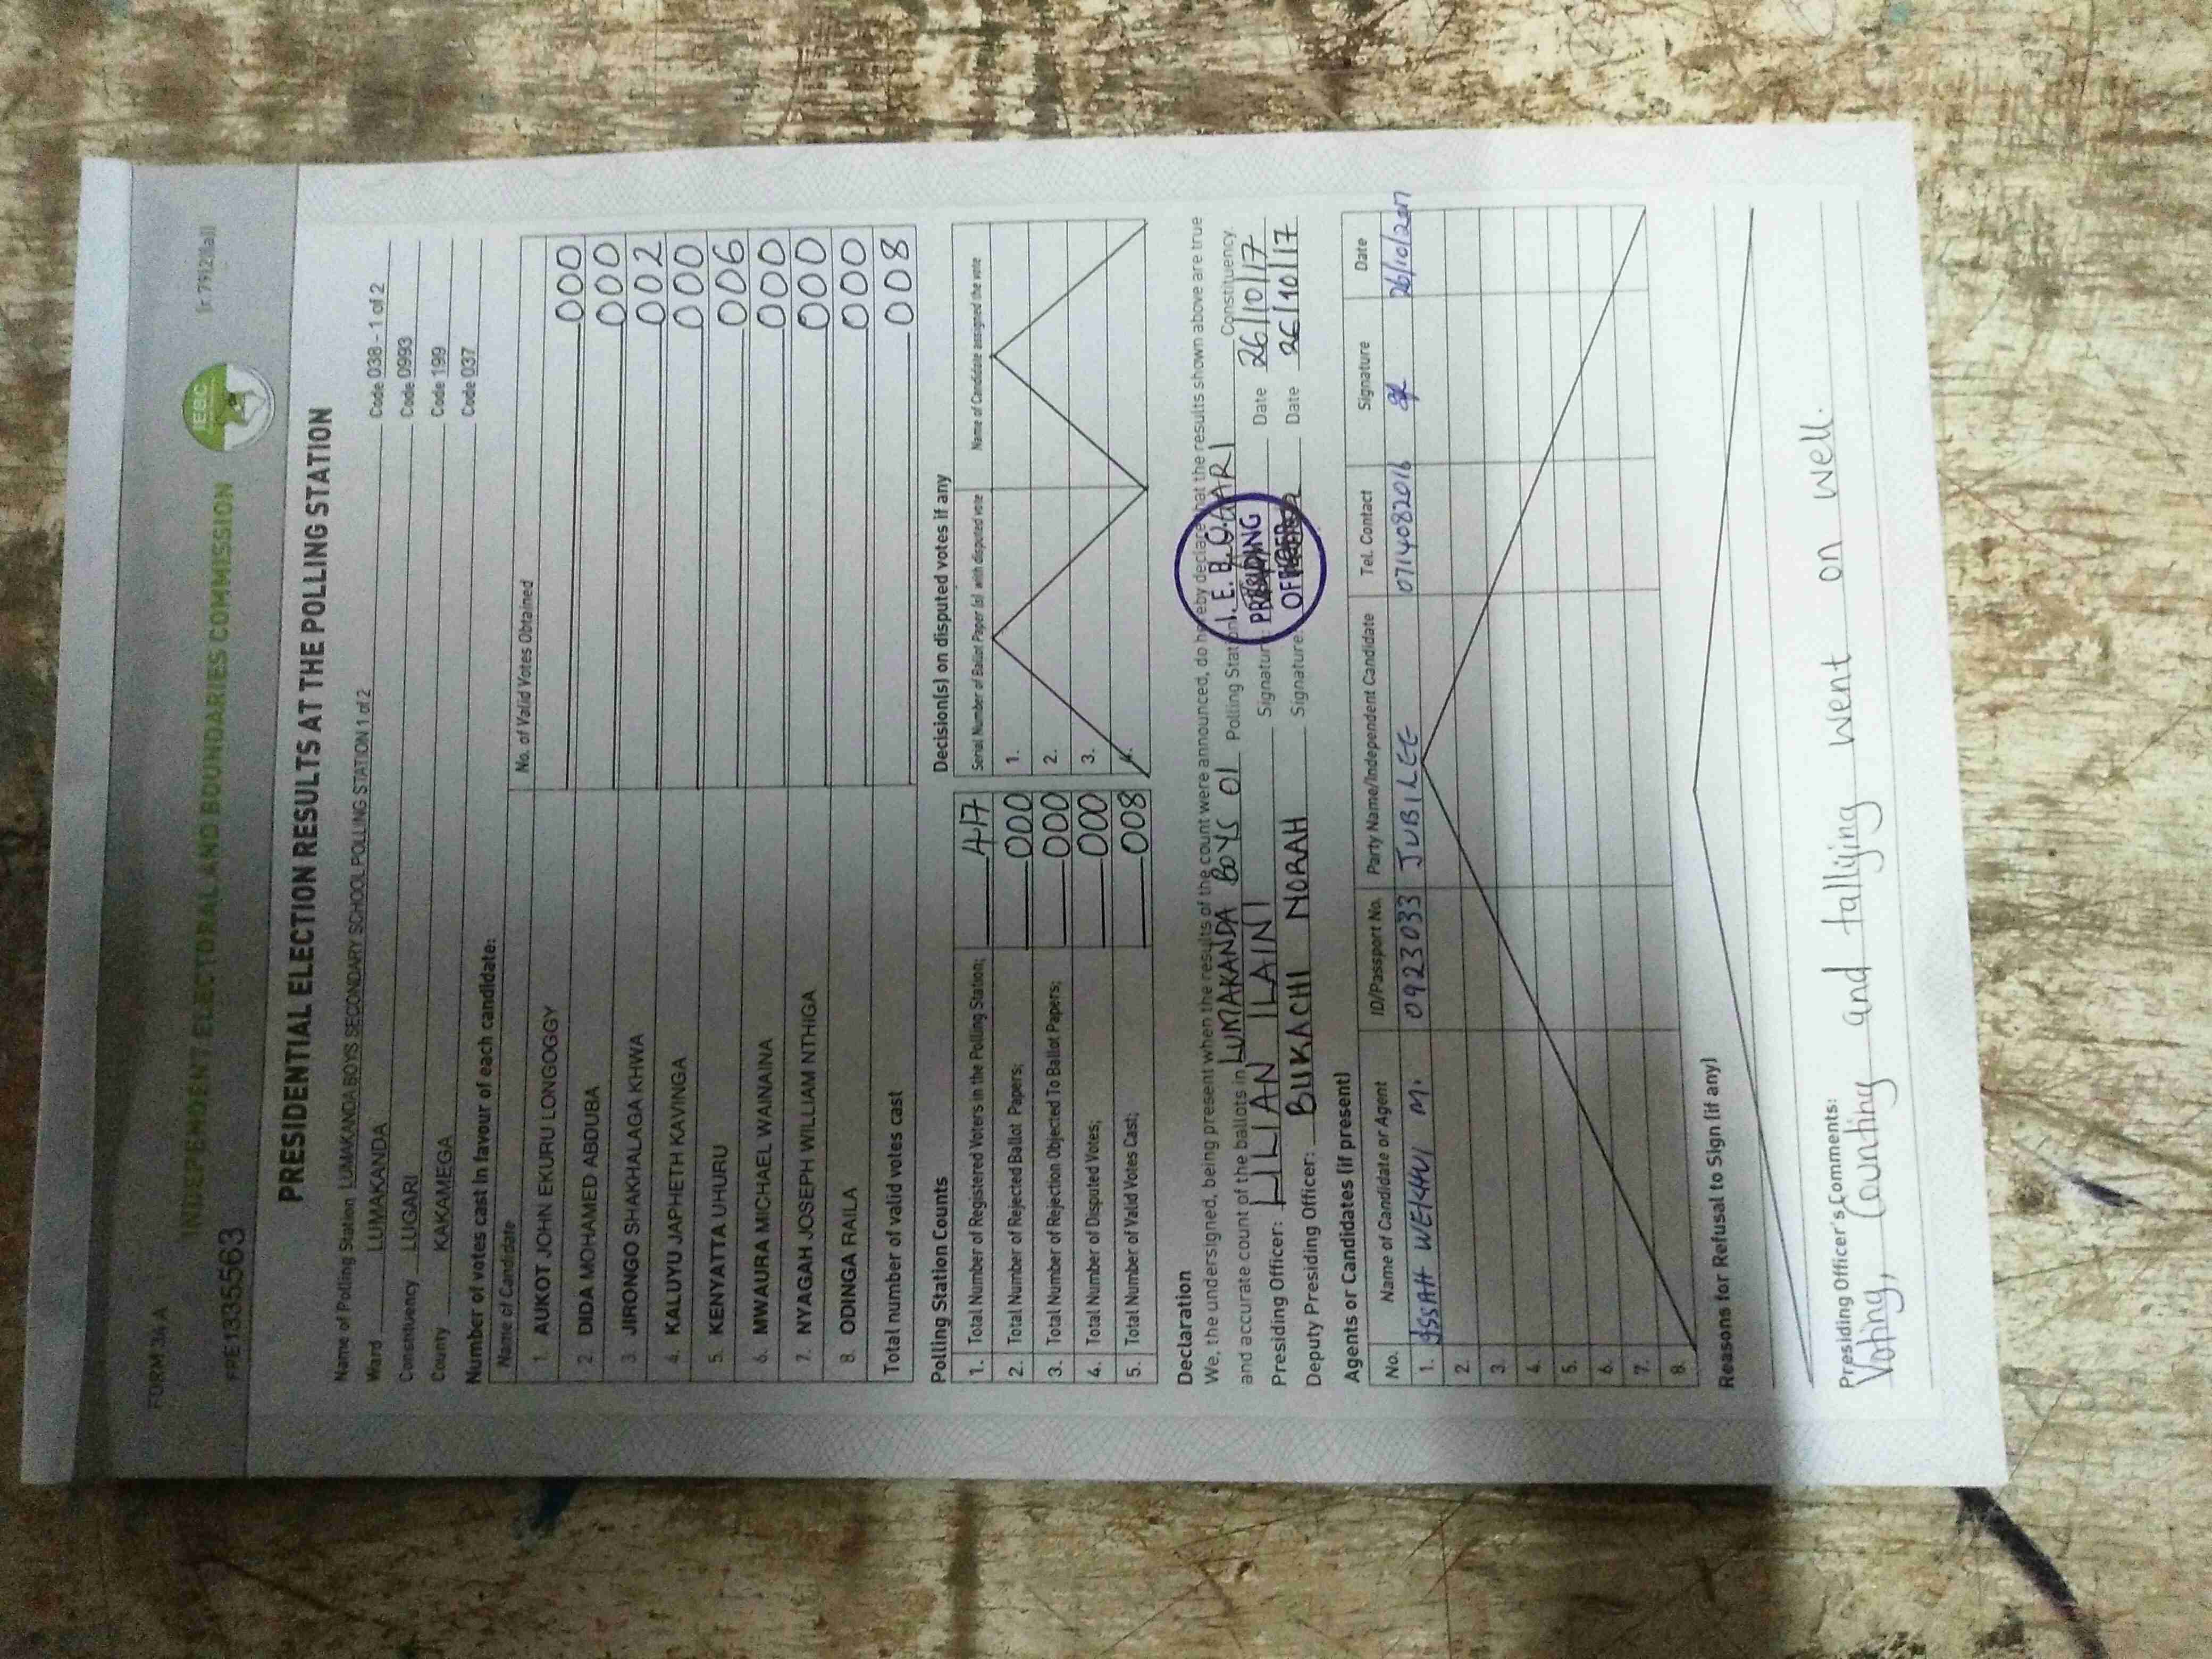 FORM 34 A
INDEPENDENT ELECTORAL AND BOUNDARIES COMMISSION
IEBC
PRE1335563
PRESIDENTIAL ELECTION RESULTS AT THE POLLING STATION
Name of Polling Station LUMAKANDA BOYS SECONDARY SCHOOL POLLING STATION 1 of 2 Code 038 - 1 of 2
Ward LUMAKANDA Code 0993
Constituency LUGARI Code 199
County KAKAMEGA Code 037
Number of votes cast in favour of each candidate:
Name of Candidate No. of Valid Votes Obtained
1. AUKOT JOHN EKURU LONGOGGY 000
2. DIDA MOHAMED ABDUBA 000
3. JIRONGO SHAKHALAGA KHWA 002
4. KALUYU JAPHETH KAVINGA 000
5. KENYATTA UHURU 006
6. MWAURA MICHAEL WAINAINA 000
7. NYAGAH JOSEPH WILLIAM NTHIGA 000
8. ODINGA RAILA 000
Total number of valid votes cast 008
Polling Station Counts
1. Total Number of Registered Voters in the Polling Station; 417
2. Total Number of Rejected Ballot Papers; 000
3. Total Number of Rejection Objected To Ballot Papers; 000
4. Total Number of Disputed Votes; 000
5. Total Number of Valid Votes Cast; 008
Decision(s) on disputed votes if any
Serial Number of Ballot Paper (s) with disputed vote Name of Candidate assigned the vote
1.
2.
3.
4.
Declaration
We, the undersigned, being present when the results of the count were announced, do hereby declare that the results shown above are true
and accurate count of the ballots in LUMAKANDA BOYS 01 Polling Station, LUGARI Constituency.
Presiding Officer: LILIAN ILAINI Signature: Date 26/10/17
Deputy Presiding Officer: BUKACHI NORAH Signature: Date 26/10/17
I.E.B.C.
PRESIDING
OFFICER
Agents or Candidates (if present)
No. Name of Candidate or Agent ID/Passport No. Party Name/Independent Candidate Tel. Contact Signature Date
1. M. 0923033 JUBILEE 0714082016 26/10/2017
2.
3.
4.
5.
6.
7.
8.
Reasons for Refusal to Sign (if any)
Presiding Officer's Comments:
Voting, Counting and tallying went on well.